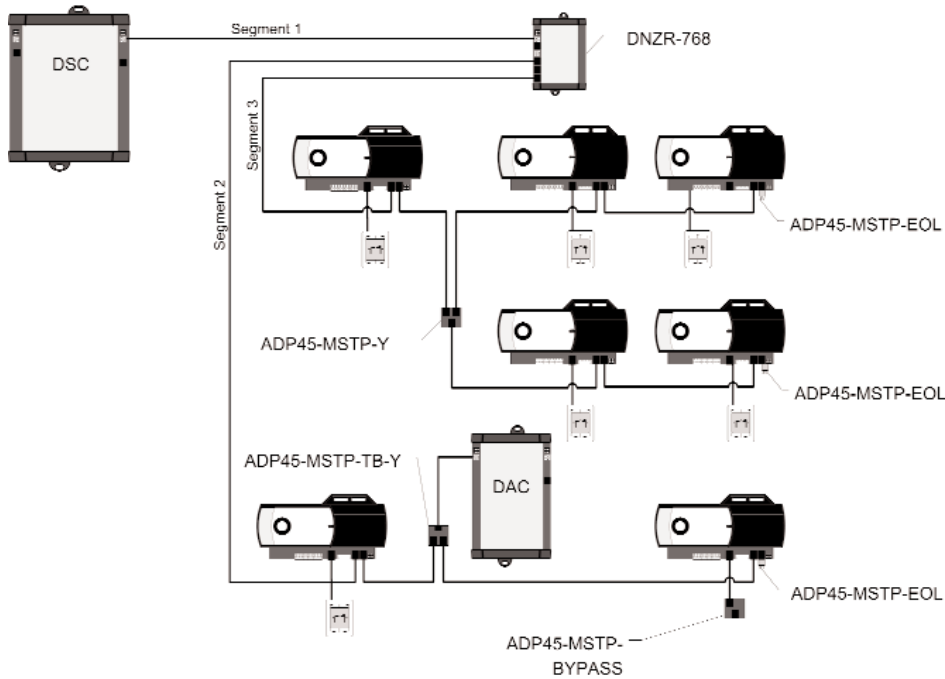 Segment 1
DNZR-768
DSC
Segment 3
Segment 2
ADP45-MSTP-EOL
ADP45-MSTP-Y
ADP45-MSTP-EOL
ADP45-MSTP-TB-Y
DAC
ADP45-MSTP-EOL
ADP45-MSTP-
BYPASS